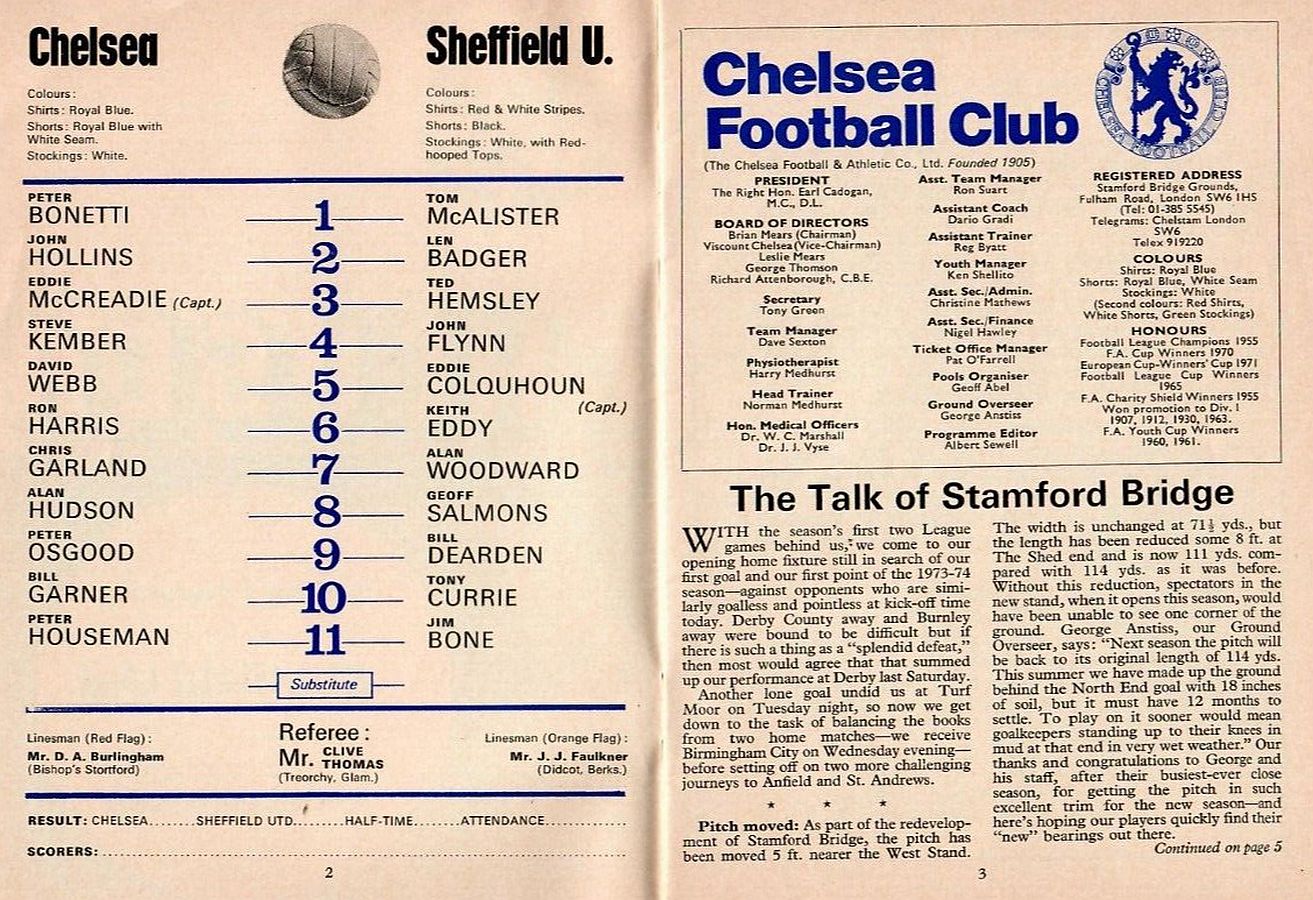 Chelsea
Colours:
Shirts: Royal Blue.
Shorts: Royal Blue with
White Seam.
Stockings: White.
Sheffield U.
Colours:
Shirts: Red & White Stripes.
Shorts: Black.
Stockings: White, with Red-
hooped Tops.
PETER
BONETTI
1
TOM
McALISTER
JOHN
HOLLINS
2
LEN
BADGER
EDDIE
McCREADIE (Capt.)
3
TED
HEMSLEY
STEVE
KEMBER
4
JOHN
FLYNN
DAVID
WEBB
5
EDDIE
COLQUHOUN
(Capt.)
RON
HARRIS
6
KEITH
EDDY
CHRIS
GARLAND
7
ALAN
WOODWARD
ALAN
HUDSON
8
GEOFF
SALMONS
PETER
OSGOOD
9
BILL
DEARDEN
BILL
GARNER
10
TONY
CURRIE
PETER
HOUSEMAN
11
JIM
BONE
Substitute
Linesman (Red Flag):
Mr. D. A. Burlingham
(Bishop's Stortford)
Referee:
Mr. CLIVE THOMAS
(Treorchy, Glam.)
Linesman (Orange Flag):
Mr. J. J. Faulkner
(Didcot, Berks.)
RESULT: CHELSEA........SHEFFIELD UTD.........HALF-TIME........ATTENDANCE..............
SCORERS:
2
Chelsea
Football Club
CHELSEA FOOTBALL CLUB
(The Chelsea Football & Athletic Co., Ltd. Founded 1905)
PRESIDENT
The Right Hon. Earl Cadogan,
M.C., D.L.
BOARD OF DIRECTORS
Brian Mears (Chairman)
Viscount Chelsea (Vice-Chairman)
Leslie Mears
George Thomson
Richard Attenborough, C.B.E.
Secretary
Tony Green
Team Manager
Dave Sexton
Physiotherapist
Harry Medhurst
Head Trainer
Norman Medhurst
Hon. Medical Officers
Dr. W. C. Marshall
Dr. J. J. Vyse
Asst. Team Manager
Ron Suart
Assistant Coach
Dario Gradi
Assistant Trainer
Reg Byatt
Youth Manager
Ken Shellito
Asst. Sec./Admin.
Christine Mathews
Asst. Sec./Finance
Nigel Hawley
Ticket Office Manager
Pat O'Farrell
Pools Organiser
Geoff Abel
Ground Overseer
George Anstiss
Programme Editor
Albert Sewell
REGISTERED ADDRESS
Stamford Bridge Grounds,
Fulham Road, London SW6 1HS
(Tel: 01-385 5545)
Telegrams: Chelstam London
SW6
Telex 919220
COLOURS
Shirts: Royal Blue
Shorts: Royal Blue, White Seam
Stockings: White
(Second colours: Red Shirts,
White Shorts, Green Stockings)
HONOURS
Football League Champions 1955
F.A. Cup Winners 1970
European Cup-Winners' Cup 1971
Football League Cup Winners
1965
F.A. Charity Shield Winners 1955
Won promotion to Div. 1
1907, 1912, 1930, 1963.
F.A. Youth Cup Winners
1960, 1961.
The Talk of Stamford Bridge
WITH the season's first two League
games behind us, we come to our
opening home fixture still in search of our
first goal and our first point of the 1973-74
season—against opponents who are simi-
larly goalless and pointless at kick-off time
today. Derby County away and Burnley
away were bound to be difficult but if
there is such a thing as a "splendid defeat,"
then most would agree that that summed
up our performance at Derby last Saturday.
Another lone goal undid us at Turf
Moor on Tuesday night, so now we get
down to the task of balancing the books
from two home matches—we receive
Birmingham City on Wednesday evening—
before setting off on two more challenging
journeys to Anfield and St. Andrews.
* * *
Pitch moved: As part of the redevelop-
ment of Stamford Bridge, the pitch has
been moved 5 ft. nearer the West Stand.
The width is unchanged at 71½ yds., but
the length has been reduced some 8 ft. at
The Shed end and is now 111 yds. com-
pared with 114 yds. as it was before.
Without this reduction, spectators in the
new stand, when it opens this season, would
have been unable to see one corner of the
ground. George Anstiss, our Ground
Overseer, says: "Next season the pitch will
be back to its original length of 114 yds.
This summer we have made up the ground
behind the North End goal with 18 inches
of soil, but it must have 12 months to
settle. To play on it sooner would mean
goalkeepers standing up to their knees in
mud at that end in very wet weather." Our
thanks and congratulations to George and
his staff, after their busiest-ever close
season, for getting the pitch in such
excellent trim for the new season—and
here's hoping our players quickly find their
"new" bearings out there.
Continued on page 5
3